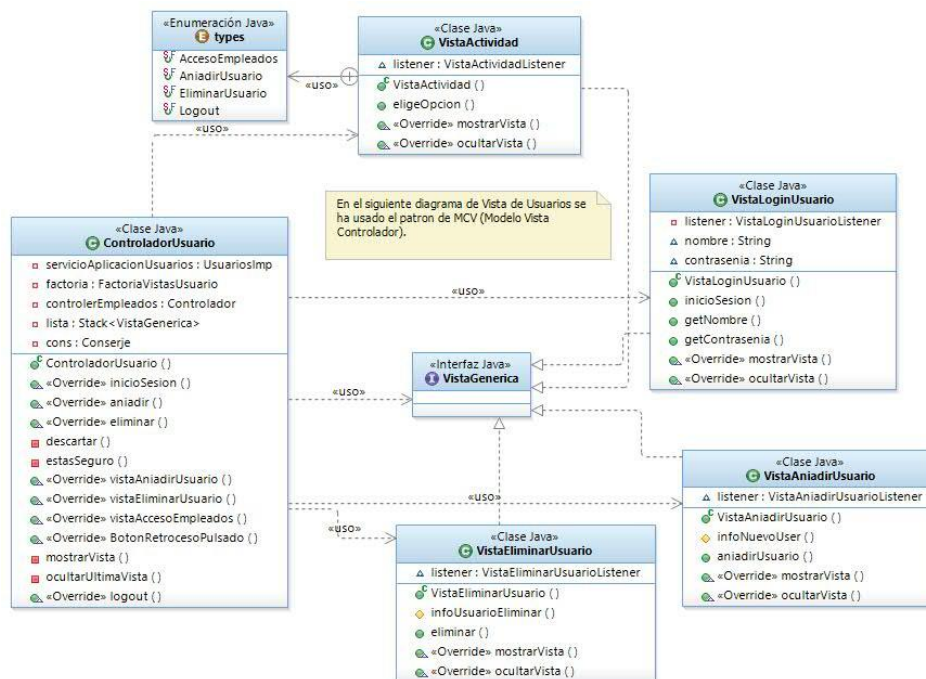 «Enumeración Java»
types
AccesoEmpleados
AniadirUsuario
EliminarUsuario
Logout
«uso»
«Clase Java»
VistaActividad
listener : VistaActividadListener
VistaActividad ( )
eligeOpcion ( )
«Override» mostrarVista ( )
«Override» ocultarVista ( )
«uso»
En el siguiente diagrama de Vista de Usuarios se
ha usado el patron de MCV (Modelo Vista
Controlador).
«Clase Java»
VistaLoginUsuario
listener : VistaLoginUsuarioListener
nombre : String
contrasenia : String
VistaLoginUsuario ( )
inicioSesion ( )
getNombre ( )
getContrasenia ( )
«Override» mostrarVista ( )
«Override» ocultarVista ( )
«Clase Java»
ControladorUsuario
servicioAplicacionUsuarios : UsuariosImp
factoria : FactoriaVistasUsuario
controlerEmpleados : Controlador
lista : Stack<VistaGenerica>
cons : Conserje
ControladorUsuario ( )
«Override» inicioSesion ( )
«Override» aniadir ( )
«Override» eliminar ( )
descartar ( )
estasSeguro ( )
«Override» vistaAniadirUsuario ( )
«Override» vistaEliminarUsuario ( )
«Override» vistaAccesoEmpleados ( )
«Override» BotonRetrocesoPulsado ( )
mostrarVista ( )
ocultarUltimaVista ( )
«Override» logout ( )
«uso»
«Interfaz Java»
VistaGenerica
«uso»
«uso»
«uso»
«Clase Java»
VistaAniadirUsuario
listener : VistaAniadirUsuarioListener
VistaAniadirUsuario ( )
infoNuevoUser ( )
aniadirUsuario ( )
«Override» mostrarVista ( )
«Override» ocultarVista ( )
«Clase Java»
VistaEliminarUsuario
listener : VistaEliminarUsuarioListener
VistaEliminarUsuario ( )
infoUsuarioEliminar ( )
eliminar ( )
«Override» mostrarVista ( )
«Override» ocultarVista ( )